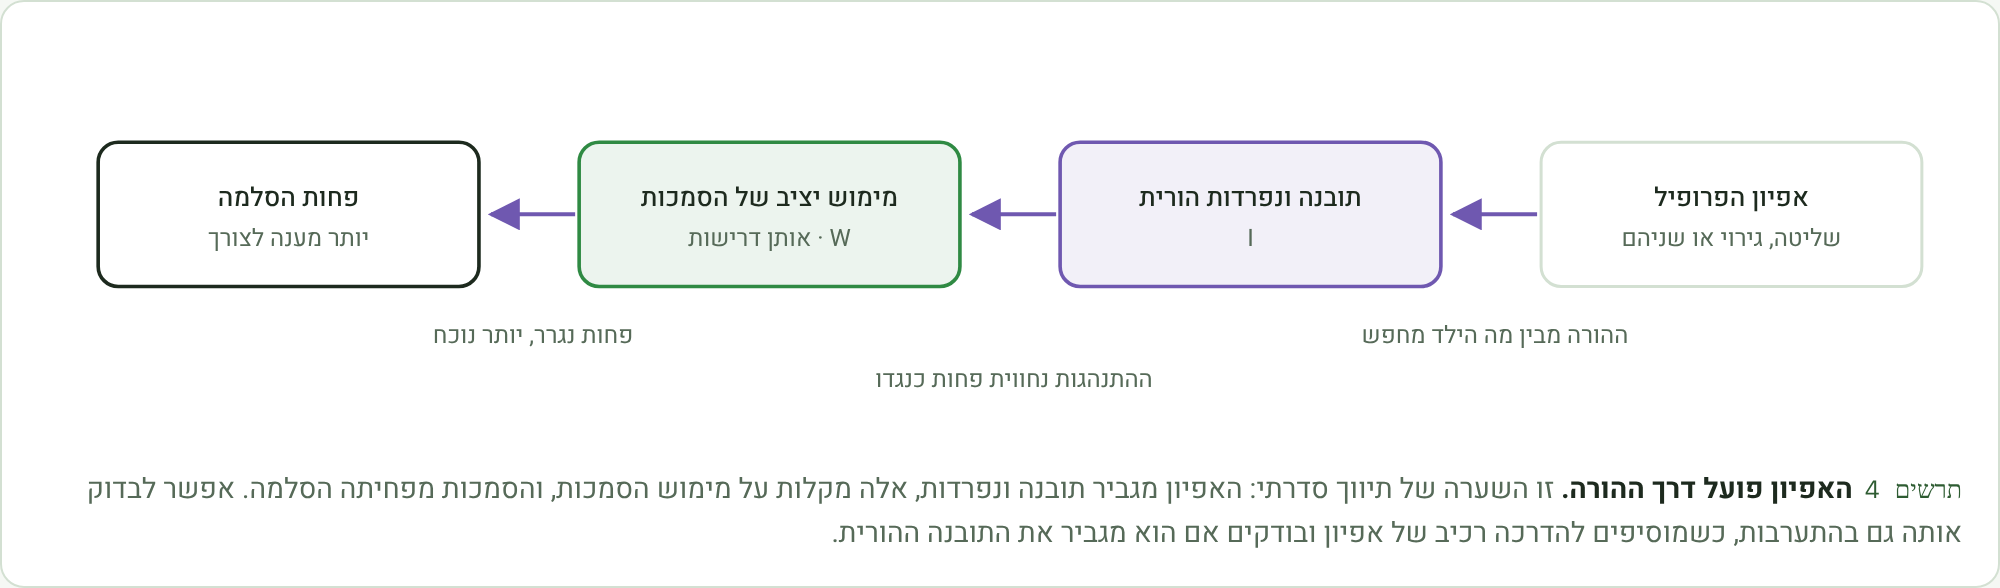 אפיון הפרופיל
שליטה, גירוי או שניהם
תובנה ונפרדות הורית
I
מימוש יציב של הסמכות
W · אותן דרישות
פחות הסלמה
יותר מענה לצורך
ההורה מבין מה הילד מחפש
פחות נגרר, יותר נוכח
ההתנהגות נחווית פחות כנגדו
תרשים 4 האפיון פועל דרך ההורה. זו השערה של תיווך סדרתי: האפיון מגביר תובנה ונפרדות, אלה מקלות על מימוש הסמכות, והסמכות מפחיתה הסלמה. אפשר לבדוק
אותה גם בהתערבות, כשמוסיפים להדרכה רכיב של אפיון ובודקים אם הוא מגביר את התובנה ההורית.